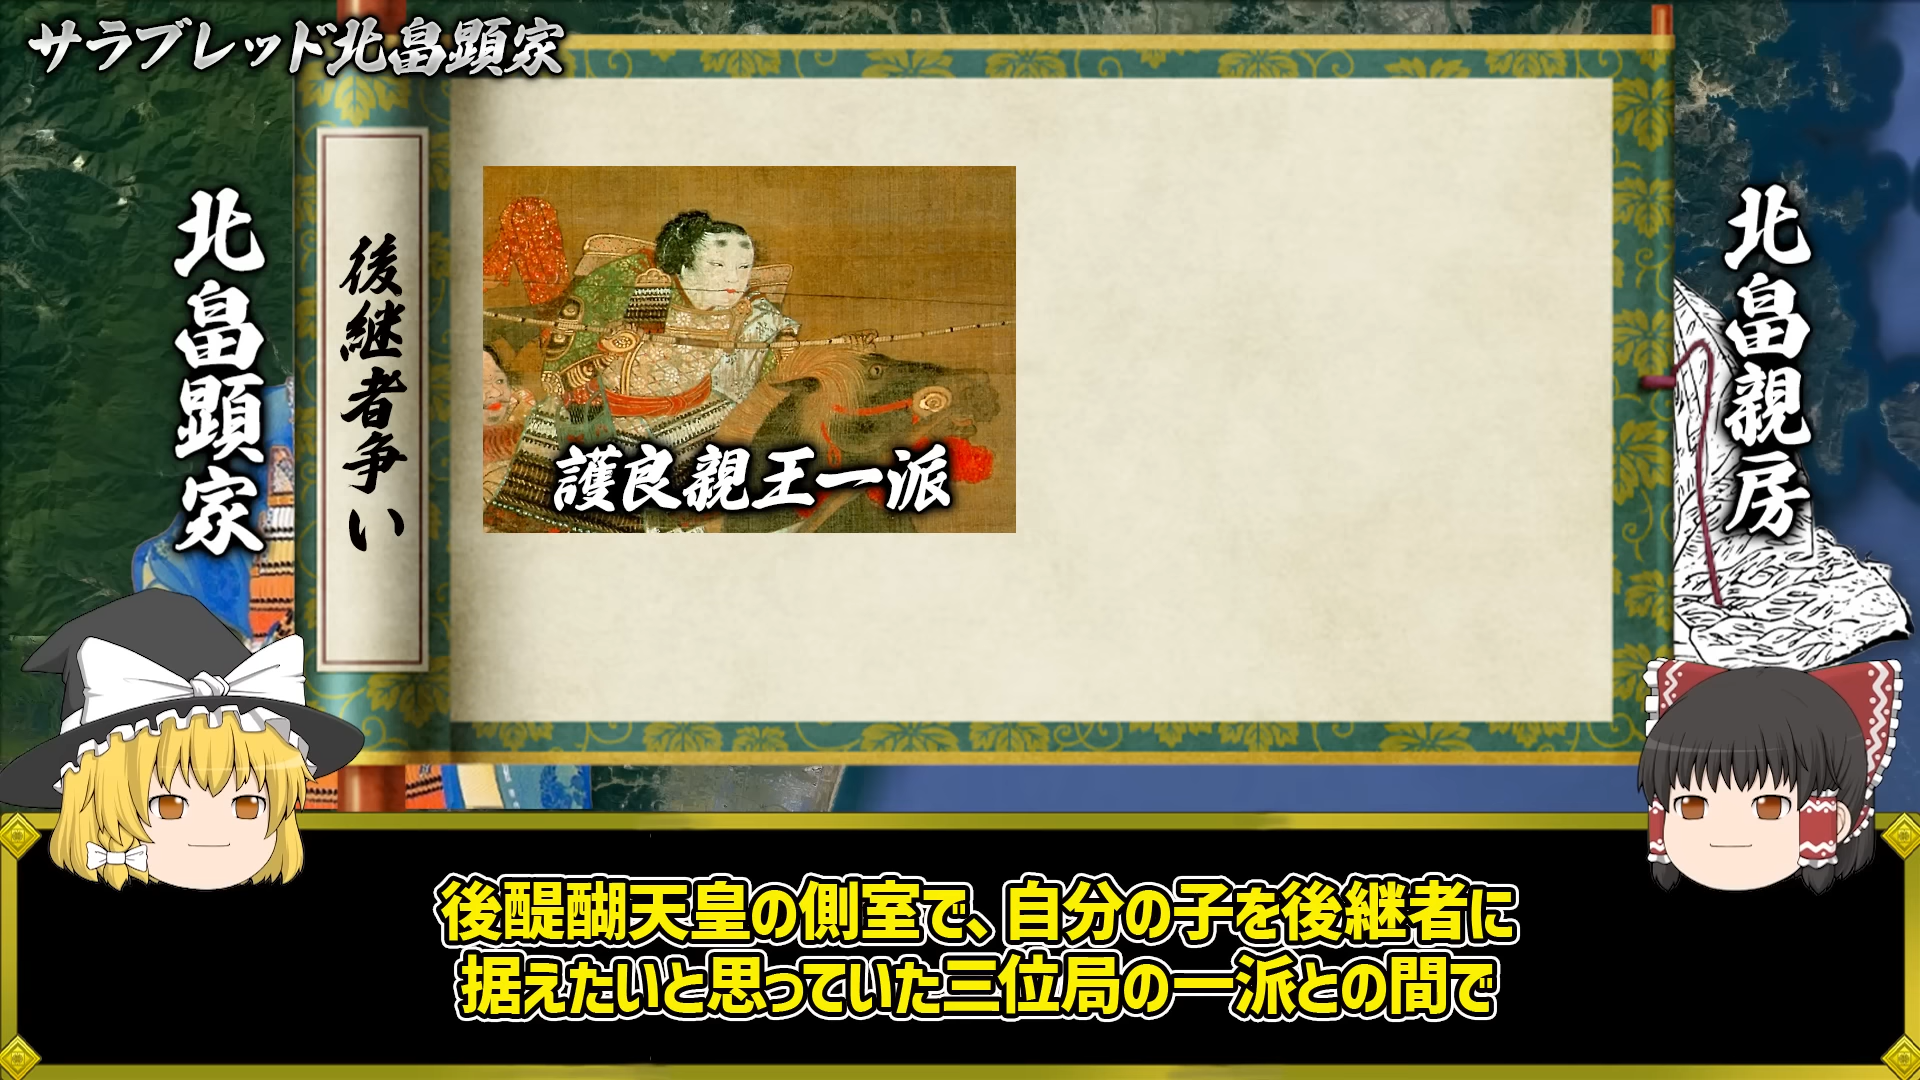 サラブレッド北畠顕家
北畠顕家
後継者争い
護良親王一派
北畠親房
後醍醐天皇の側室で、自分の子を後継者に
据えたいと思っていた三位局の一派との間で